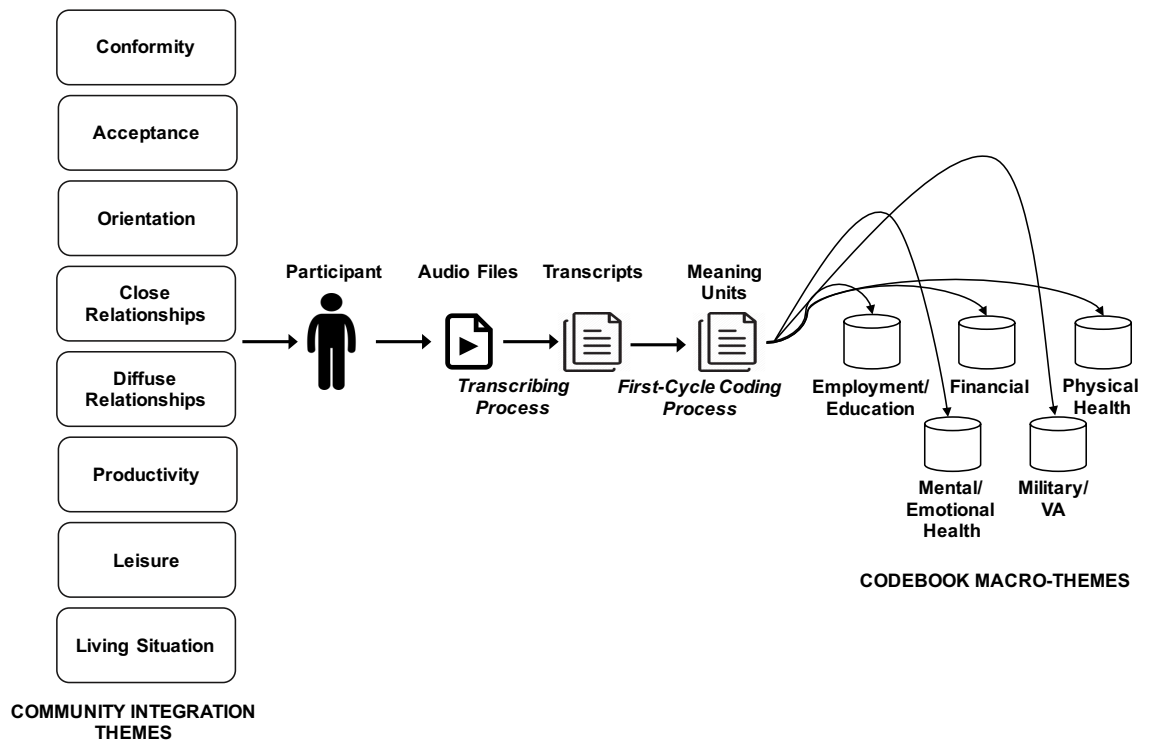 Conformity
Acceptance
Orientation
Close
Relationships
Diffuse
Relationships
Productivity
Leisure
Living Situation
COMMUNITY INTEGRATION
THEMES
Participant
Audio Files
Transcripts
Meaning
Units
Transcribing
Process
First-Cycle Coding
Process
Employment/
Education
Financial
Physical
Health
Mental/
Emotional
Health
Military/
VA
CODEBOOK MACRO-THEMES